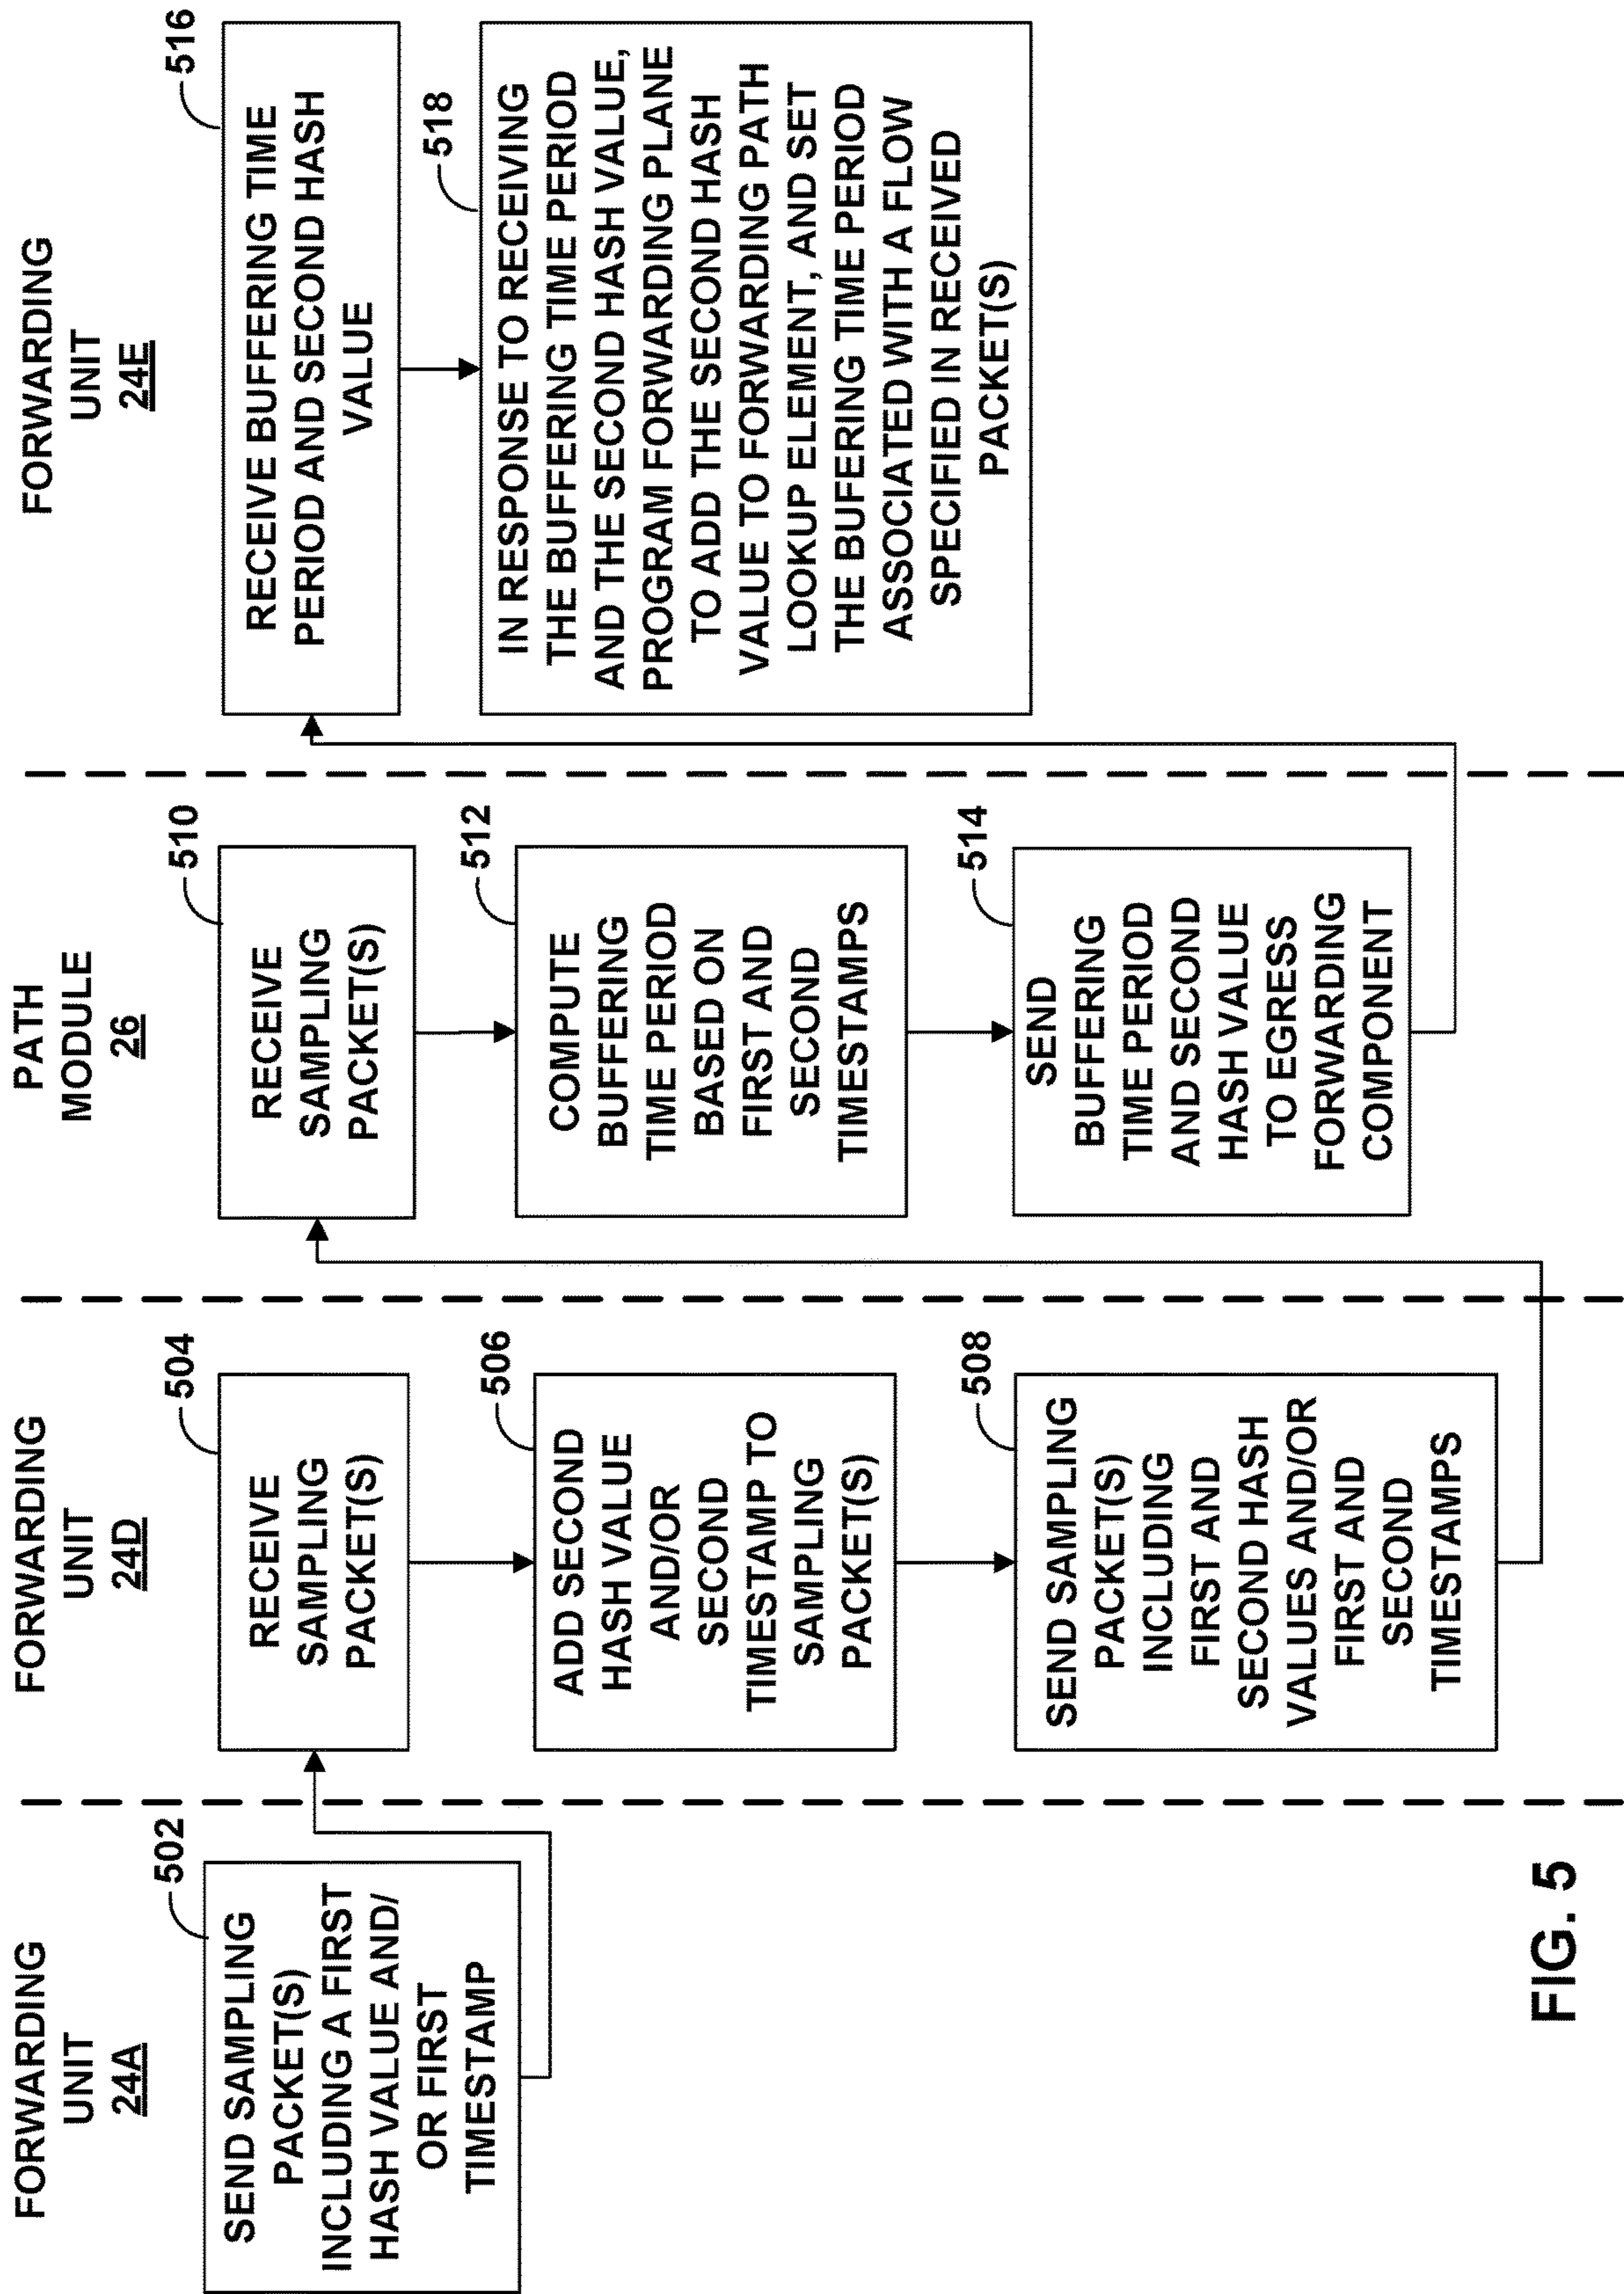 FORWARDING
UNIT
24A
502
SEND SAMPLING
PACKET(S)
INCLUDING A FIRST
HASH VALUE AND/
OR FIRST
TIMESTAMP
FORWARDING
UNIT
24D
504
RECEIVE
SAMPLING
PACKET(S)
506
ADD SECOND
HASH VALUE
AND/OR
SECOND
TIMESTAMP TO
SAMPLING
PACKET(S)
508
SEND SAMPLING
PACKET(S)
INCLUDING
FIRST AND
SECOND HASH
VALUES AND/OR
FIRST AND
SECOND
TIMESTAMPS
PATH
MODULE
26
510
RECEIVE
SAMPLING
PACKET(S)
512
COMPUTE
BUFFERING
TIME PERIOD
BASED ON
FIRST AND
SECOND
TIMESTAMPS
514
SEND
BUFFERING
TIME PERIOD
AND SECOND
HASH VALUE
TO EGRESS
FORWARDING
COMPONENT
FORWARDING
UNIT
24E
516
RECEIVE BUFFERING TIME
PERIOD AND SECOND HASH
VALUE
518
IN RESPONSE TO RECEIVING
THE BUFFERING TIME PERIOD
AND THE SECOND HASH VALUE,
PROGRAM FORWARDING PLANE
TO ADD THE SECOND HASH
VALUE TO FORWARDING PATH
LOOKUP ELEMENT, AND SET
THE BUFFERING TIME PERIOD
ASSOCIATED WITH A FLOW
SPECIFIED IN RECEIVED
PACKET(S)
FIG. 5